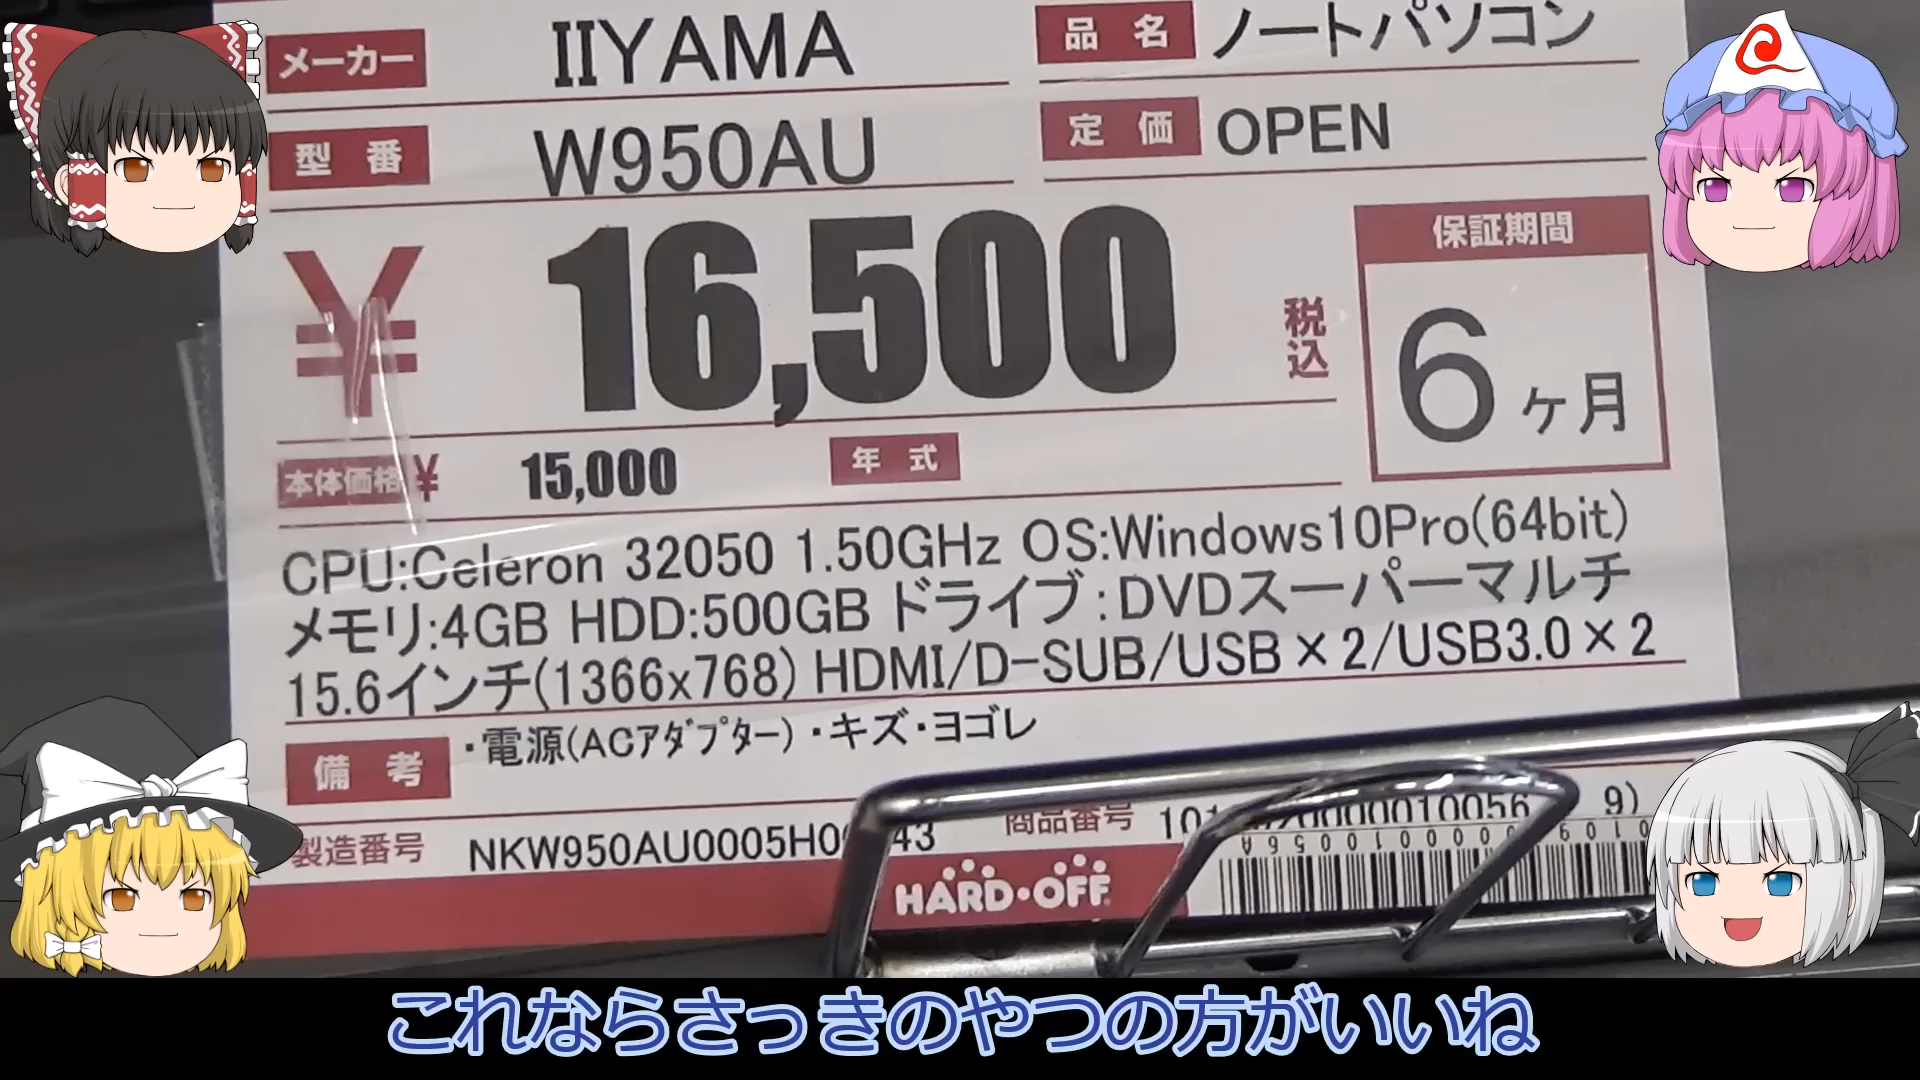 メーカー IIYAMA 品名 ノートパソコン
型番 W950AU 定価 OPEN
¥16,500 税込
保証期間
6ヶ月
本体価格 ¥ 15,000 年式
CPU:Celeron 32050 1.50GHz OS:Windows10Pro(64bit)
メモリ:4GB HDD:500GB ドライブ:DVDスーパーマルチ
15.6インチ(1366x768) HDMI/D-SUB/USB×2/USB3.0×2
備考 ・電源(ACｱﾀﾞﾌﾟﾀｰ)・キズ・ヨゴレ
製造番号 商品番号
HARD・OFF
これならさっきのやつの方がいいね